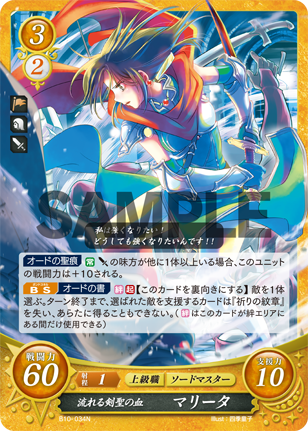 3
2
SAMPLE
私は強くなりたい！
どうしても強くなりたいんです！！
オードの聖痕 常 の味方が他に1体以上いる場合、このユニット
の戦闘力は＋10される。
BS オードの書 絆 起 【このカードを裏向きにする】敵を1体
選ぶ。ターン終了まで、選ばれた敵を支援するカードは『祈りの紋章』
を失い、あらたに得ることもできない。（絆はこのカードが絆エリアに
ある間だけ使用できる）
戦闘力
60
射程 1 上級職 ソードマスター
支援力
10
流れる剣聖の血 マリータ
B10-034N
Illust：四季童子